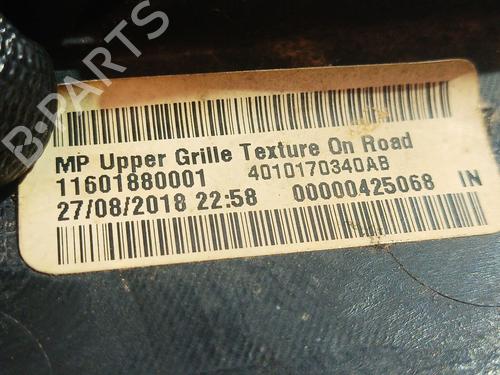 B-PARTS
MP Upper Grille Texture On Road
11601880001 4010170340AB
27/08/2018 22:58 00000425068 IN